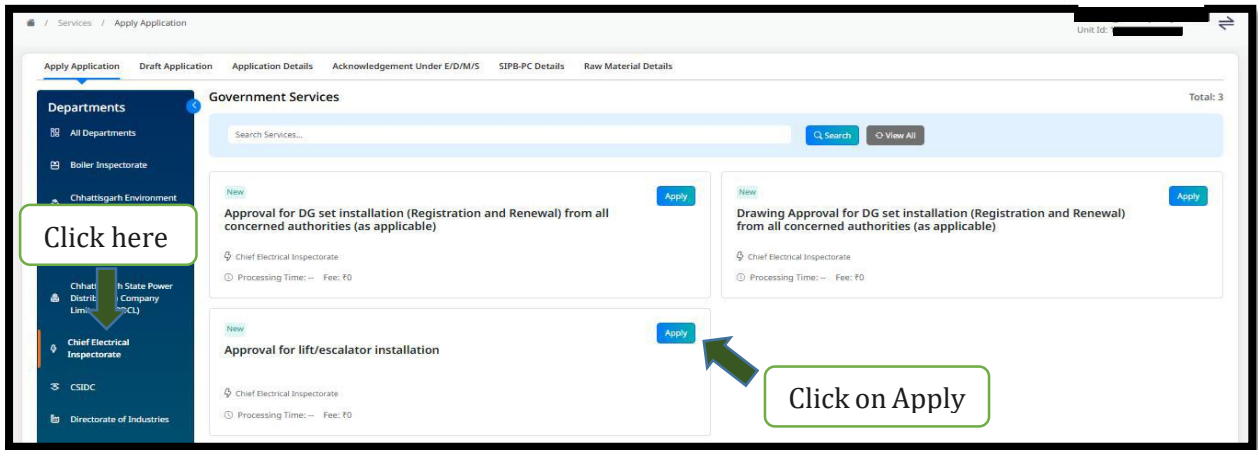 / Services / Apply Application
Unit Id:
Apply Application Draft Application Application Details Acknowledgement Under E/D/M/S SIPB-PC Details Raw Material Details
Departments
All Departments
Boiler Inspectorate
Chhattisgarh Environment
Click here
State Power
Company
Chief Electrical
Inspectorate
CSIDC
Directorate of Industries
Government Services
Total: 3
Search Services...
Search
View All
New
Apply
Approval for DG set installation (Registration and Renewal) from all
concerned authorities (as applicable)
Chief Electrical Inspectorate
Processing Time: -- Fee: ₹0
New
Apply
Drawing Approval for DG set installation (Registration and Renewal)
from all concerned authorities (as applicable)
Chief Electrical Inspectorate
Processing Time: -- Fee: ₹0
New
Apply
Approval for lift/escalator installation
Chief Electrical Inspectorate
Processing Time: -- Fee: ₹0
Click on Apply